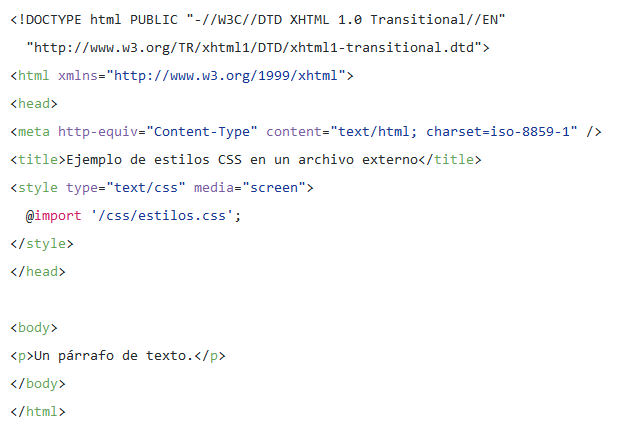 <!DOCTYPE html PUBLIC "-//W3C//DTD XHTML 1.0 Transitional//EN"
"http://www.w3.org/TR/xhtml1/DTD/xhtml1-transitional.dtd">
<html xmlns="http://www.w3.org/1999/xhtml">
<head>
<meta http-equiv="Content-Type" content="text/html; charset=iso-8859-1" />
<title>Ejemplo de estilos CSS en un archivo externo</title>
<style type="text/css" media="screen">
@import '/css/estilos.css';
</style>
</head>
<body>
<p>Un párrafo de texto.</p>
</body>
</html>